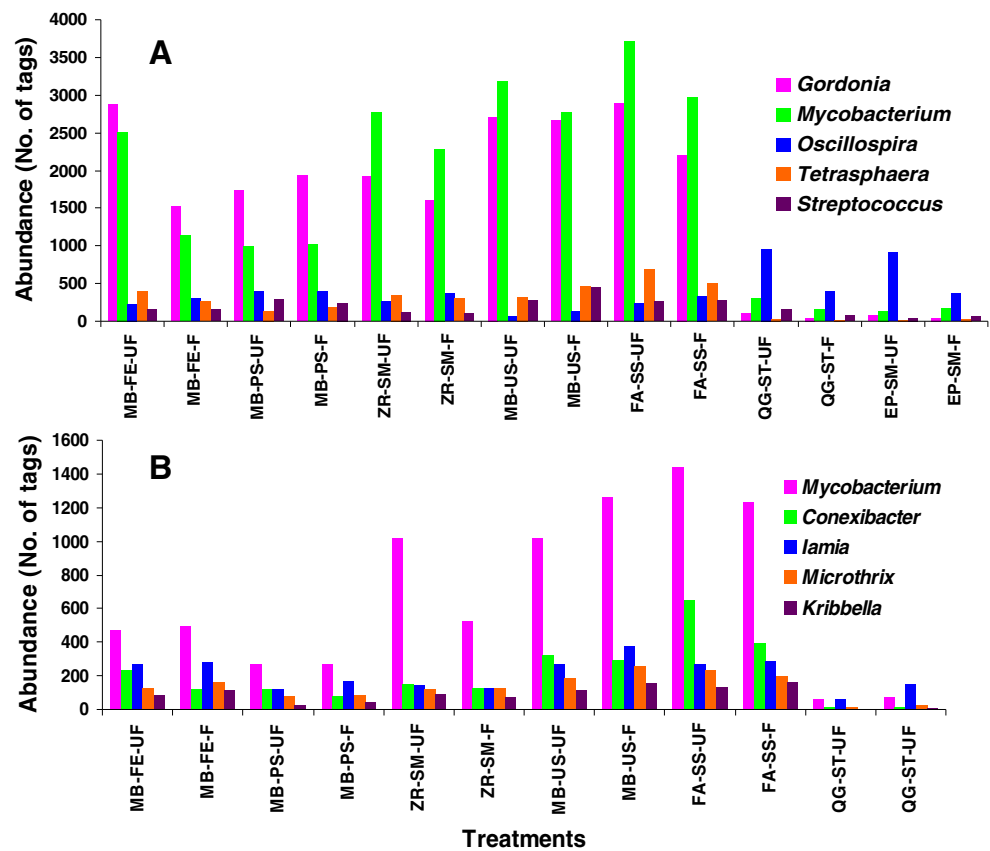 A
Abundance (No. of tags)
4000
3500
3000
2500
2000
1500
1000
500
0
Gordonia
Mycobacterium
Oscillospira
Tetrasphaera
Streptococcus
MB-FE-UF
MB-FE-F
MB-PS-UF
MB-PS-F
ZR-SM-UF
ZR-SM-F
MB-US-UF
MB-US-F
FA-SS-UF
FA-SS-F
QG-ST-UF
QG-ST-F
EP-SM-UF
EP-SM-F
B
Abundance (No. of tags)
1600
1400
1200
1000
800
600
400
200
0
Mycobacterium
Conexibacter
Iamia
Microthrix
Kribbella
MB-FE-UF
MB-FE-F
MB-PS-UF
MB-PS-F
ZR-SM-UF
ZR-SM-F
MB-US-UF
MB-US-F
FA-SS-UF
FA-SS-F
QG-ST-UF
QG-ST-UF
Treatments